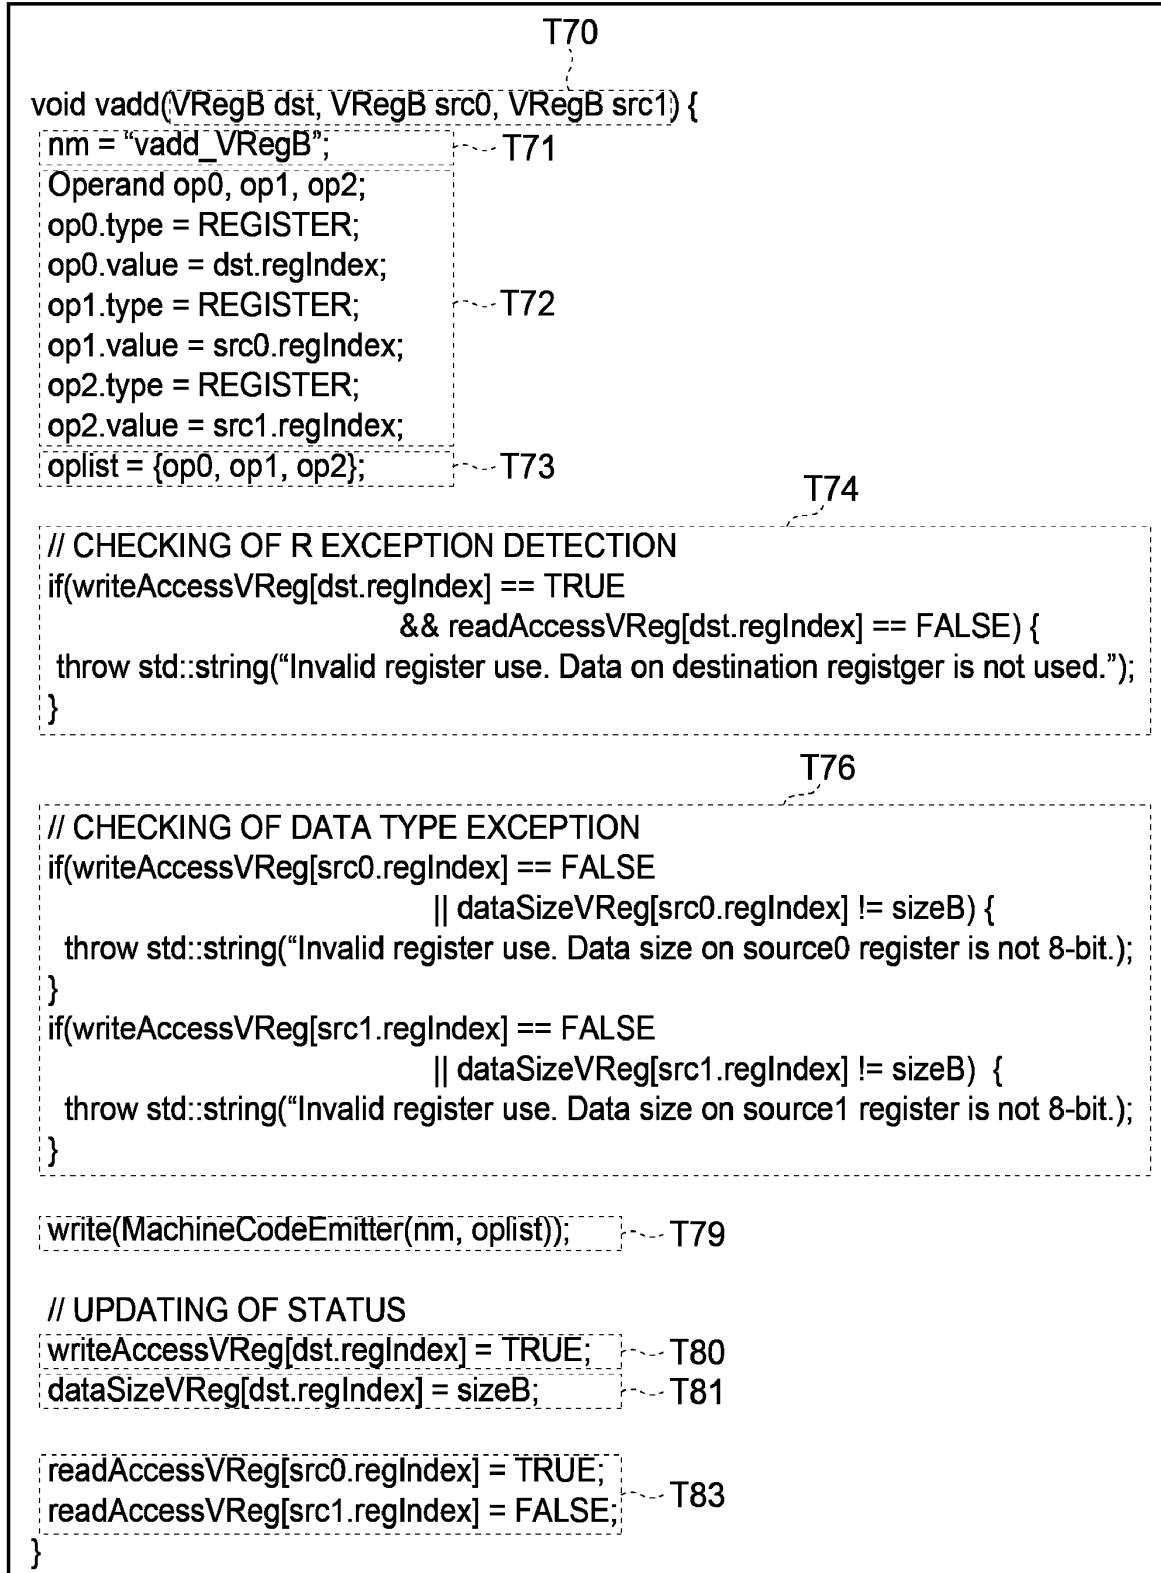 T70
void vadd(VRegB dst, VRegB src0, VRegB src1) {
nm = “vadd_VRegB”; T71
Operand op0, op1, op2;
op0.type = REGISTER;
op0.value = dst.regIndex;
op1.type = REGISTER; T72
op1.value = src0.regIndex;
op2.type = REGISTER;
op2.value = src1.regIndex;
oplist = {op0, op1, op2}; T73
T74
// CHECKING OF R EXCEPTION DETECTION
if(writeAccessVReg[dst.regIndex] == TRUE
&& readAccessVReg[dst.regIndex] == FALSE) {
throw std::string(“Invalid register use. Data on destination registger is not used.”);
}
T76
// CHECKING OF DATA TYPE EXCEPTION
if(writeAccessVReg[src0.regIndex] == FALSE
|| dataSizeVReg[src0.regIndex] != sizeB) {
throw std::string(“Invalid register use. Data size on source0 register is not 8-bit.);
}
if(writeAccessVReg[src1.regIndex] == FALSE
|| dataSizeVReg[src1.regIndex] != sizeB) {
throw std::string(“Invalid register use. Data size on source1 register is not 8-bit.);
}
write(MachineCodeEmitter(nm, oplist)); T79
// UPDATING OF STATUS
writeAccessVReg[dst.regIndex] = TRUE; T80
dataSizeVReg[dst.regIndex] = sizeB; T81
readAccessVReg[src0.regIndex] = TRUE;
readAccessVReg[src1.regIndex] = FALSE; T83
}